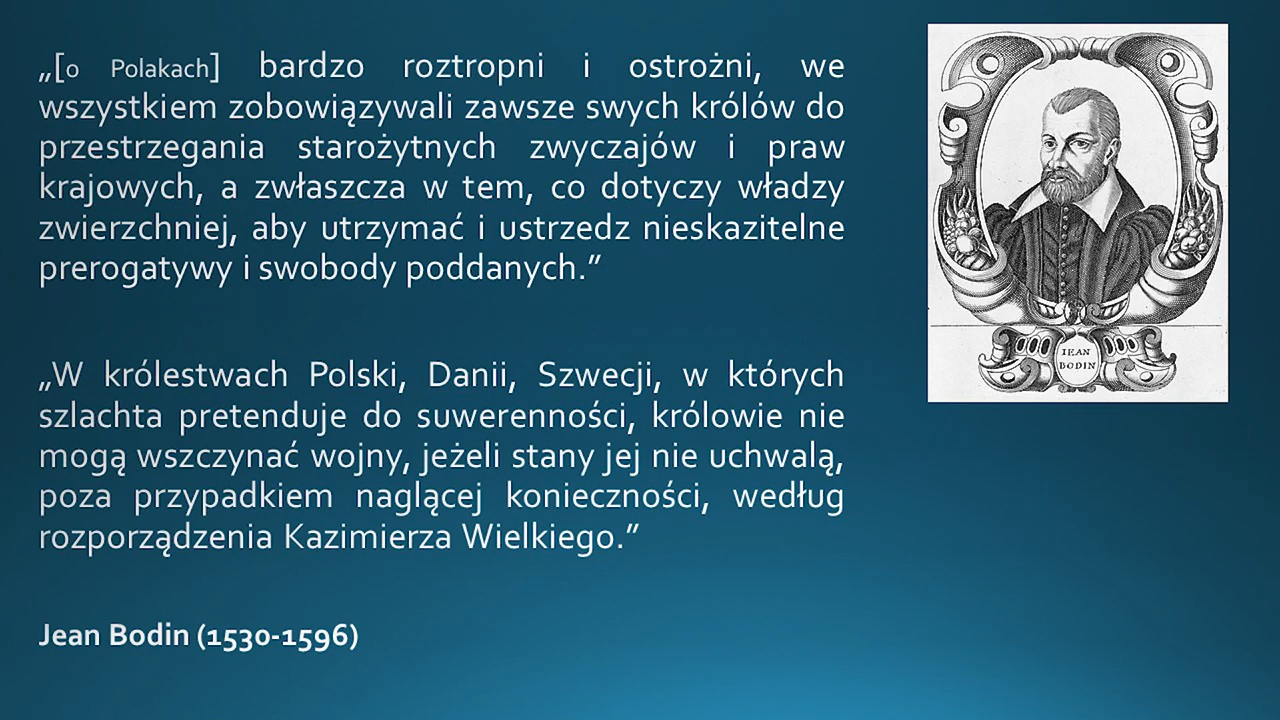 „[o Polakach] bardzo roztropni i ostrożni, we
wszystkiem zobowiązywali zawsze swych królów do
przestrzegania starożytnych zwyczajów i praw
krajowych, a zwłaszcza w tem, co dotyczy władzy
zwierzchniej, aby utrzymać i ustrzedz nieskazitelne
prerogatywy i swobody poddanych.”
„W królestwach Polski, Danii, Szwecji, w których
szlachta pretenduje do suwerenności, królowie nie
mogą wszczynać wojny, jeżeli stany jej nie uchwalą,
poza przypadkiem naglącej konieczności, według
rozporządzenia Kazimierza Wielkiego.”
Jean Bodin (1530-1596)
IEAN
BODIN